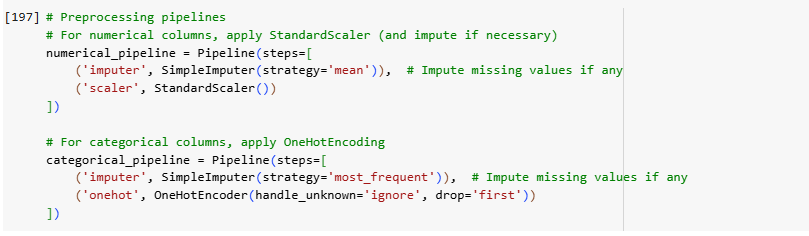 [197] # Preprocessing pipelines
# For numerical columns, apply StandardScaler (and impute if necessary)
numerical_pipeline = Pipeline(steps=[
    ('imputer', SimpleImputer(strategy='mean')),  # Impute missing values if any
    ('scaler', StandardScaler())
])
# For categorical columns, apply OneHotEncoding
categorical_pipeline = Pipeline(steps=[
    ('imputer', SimpleImputer(strategy='most_frequent')),  # Impute missing values if any
    ('onehot', OneHotEncoder(handle_unknown='ignore', drop='first'))
])